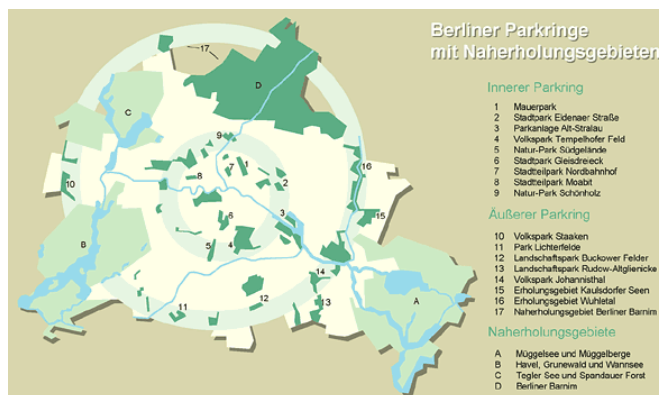 Berliner Parkringe
mit Naherholungsgebieten
Innerer Parkring
1 Mauerpark
2 Stadtpark Eldenaer Straße
3 Parkanlage Alt-Stralau
4 Volkspark Tempelhofer Feld
5 Natur-Park Südgelände
6 Stadtpark Gleisdreieck
7 Stadtteilpark Nordbahnhof
8 Stadtteilpark Moabit
9 Natur-Park Schönholz
Äußerer Parkring
10 Volkspark Staaken
11 Park Lichterfelde
12 Landschaftspark Buckower Felder
13 Landschaftspark Rudow-Altglienicke
14 Volkspark Johannisthal
15 Erholungsgebiet Kaulsdorfer Seen
16 Erholungsgebiet Wuhletal
17 Naherholungsgebiet Berliner Barnim
Naherholungsgebiete
A Müggelsee und Müggelberge
B Havel, Grunewald und Wannsee
C Tegler See und Spandauer Forst
D Berliner Barnim
17
D
C
9
16
7
1
2
8
10
3
6
15
5
4
B
14
A
12
13
11